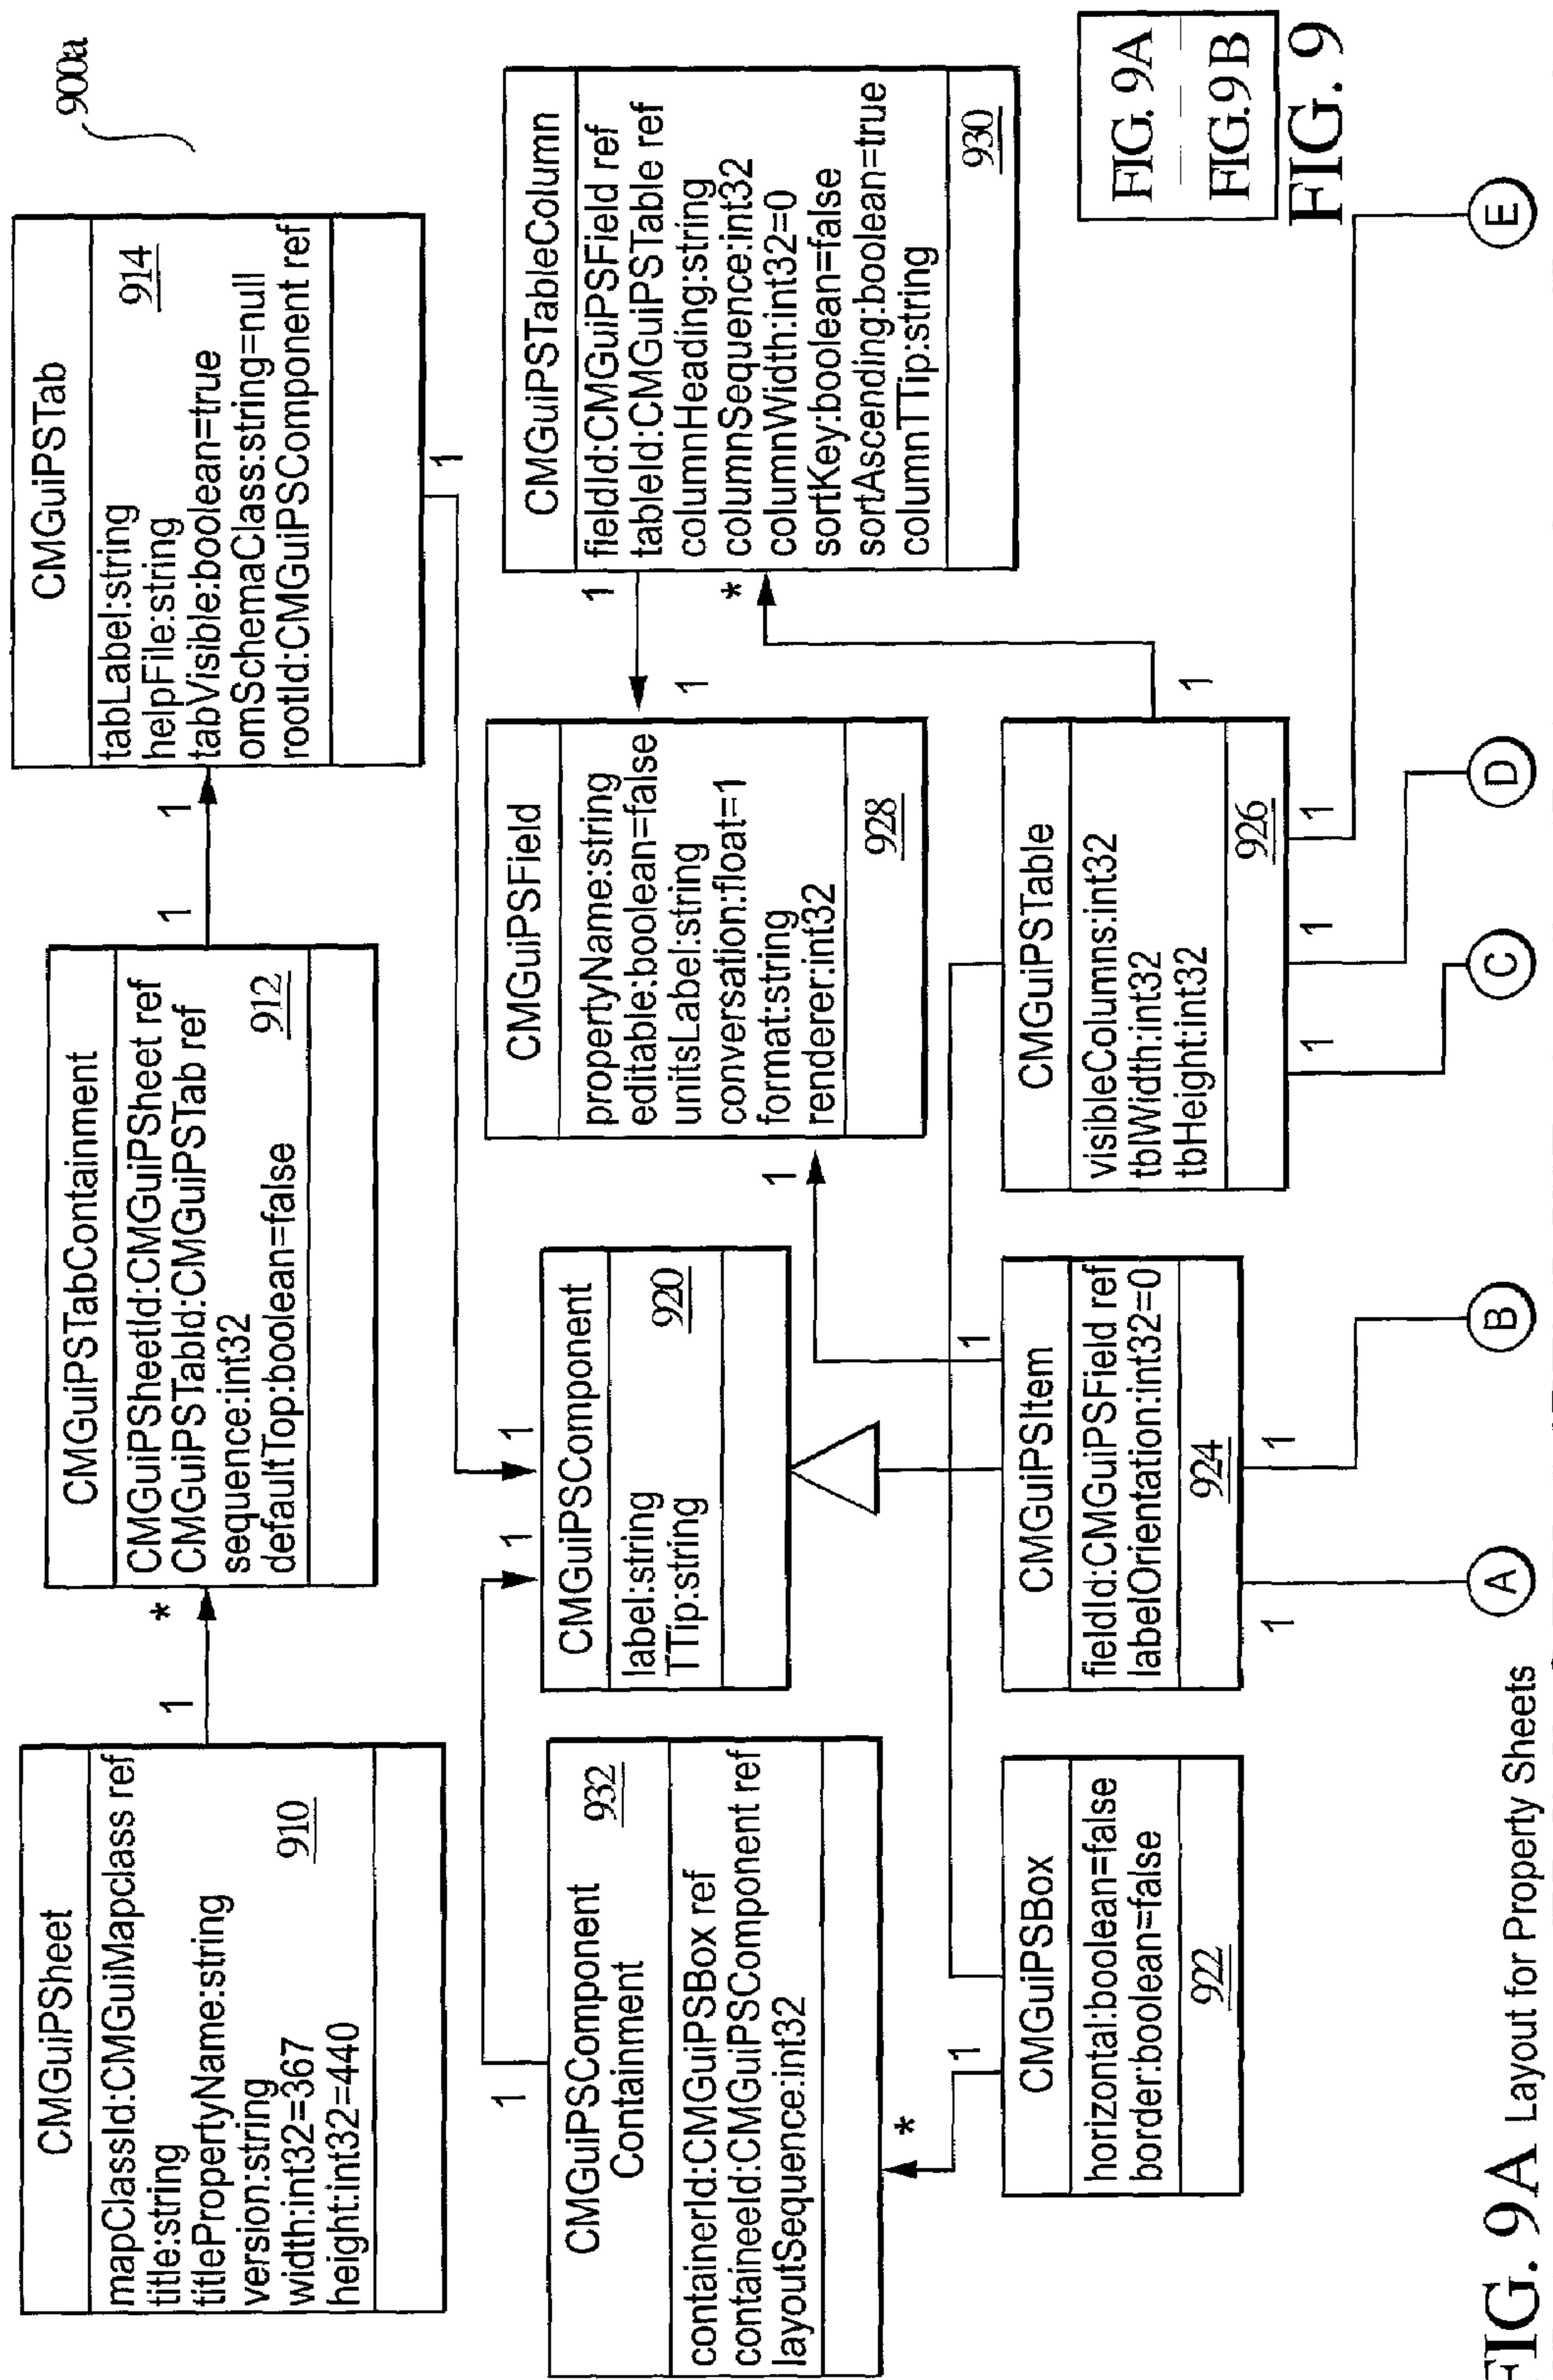 900a
CMGuiPSheet
mapClassId:CMGuiMapclass ref
title:string
titlePropertyName:string
version:string
width:int32=367
height:int32=440
910
1
*
CMGuiPSTabContainment
CMGuiPSheetId:CMGuiPSheet ref
CMGuiPSTabId:CMGuiPSTab ref
sequence:int32
defaultTop:boolean=false
912
1
1
CMGuiPSTab
tabLabel:string
helpFile:string
tabVisible:boolean=true
omSchemaClass:string=null
rootId:CMGuiPSComponent ref
914
1
1
CMGuiPSComponent
Containment
932
containerId:CMGuiPSBox ref
containeeId:CMGuiPSComponent ref
layoutSequence:int32
1
1
*
CMGuiPSComponent
label:string
TTip:string
920
CMGuiPSField
propertyName:string
editable:boolean=false
unitsLabel:string
conversation:float=1
format:string
renderer:int32
928
1
1
1
CMGuiPSTableColumn
fieldId:CMGuiPSField ref
tableId:CMGuiPSTable ref
columnHeading:string
columnSequence:int32
columnWidth:int32=0
sortKey:boolean=false
sortAscending:boolean=true
columnTTip:string
930
*
CMGuiPSBox
horizontal:boolean=false
border:boolean=false
922
1
CMGuiPSItem
fieldId:CMGuiPSField ref
labelOrientation:int32=0
924
1
1
1
CMGuiPSTable
visibleColumns:int32
tblWidth:int32
tbHeight:int32
926
1
1
1
1
A
B
C
D
E
FIG. 9A
FIG.9 B
FIG. 9
FIG. 9A Layout for Property Sheets